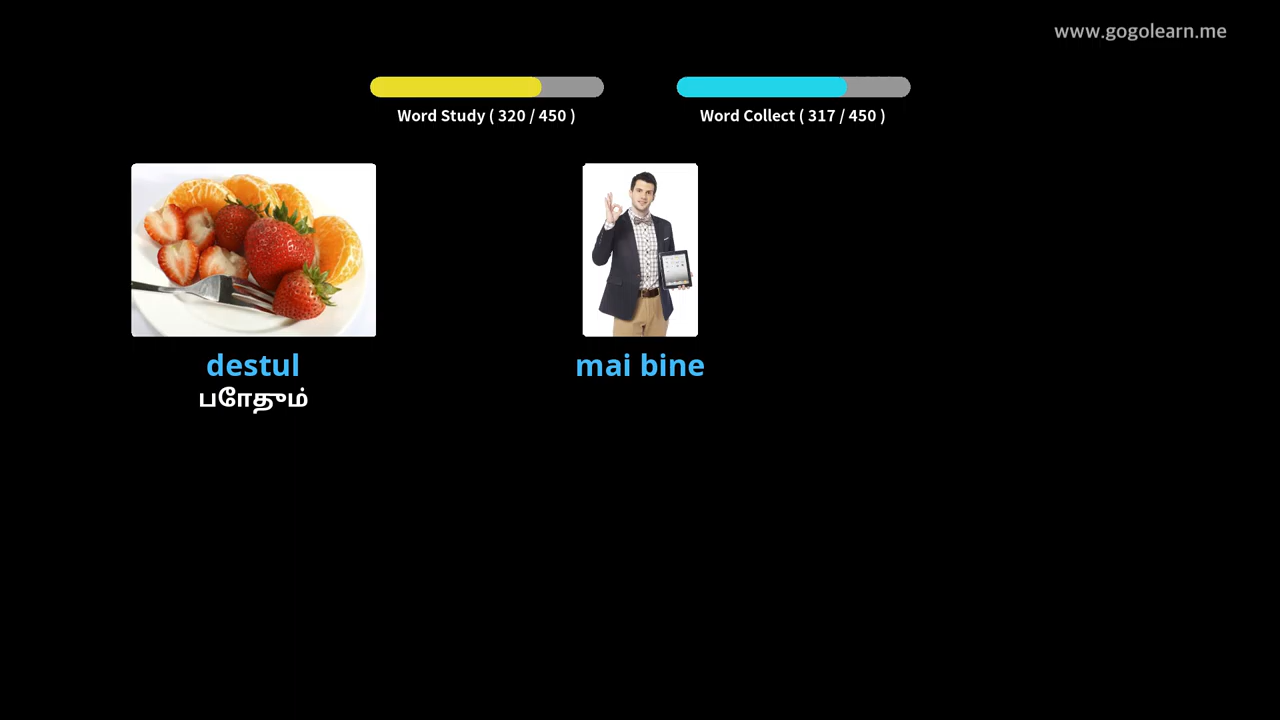 www.gogolearn.me
Word Study ( 320 / 450 )
Word Collect ( 317 / 450 )
destul
போதும்
mai bine